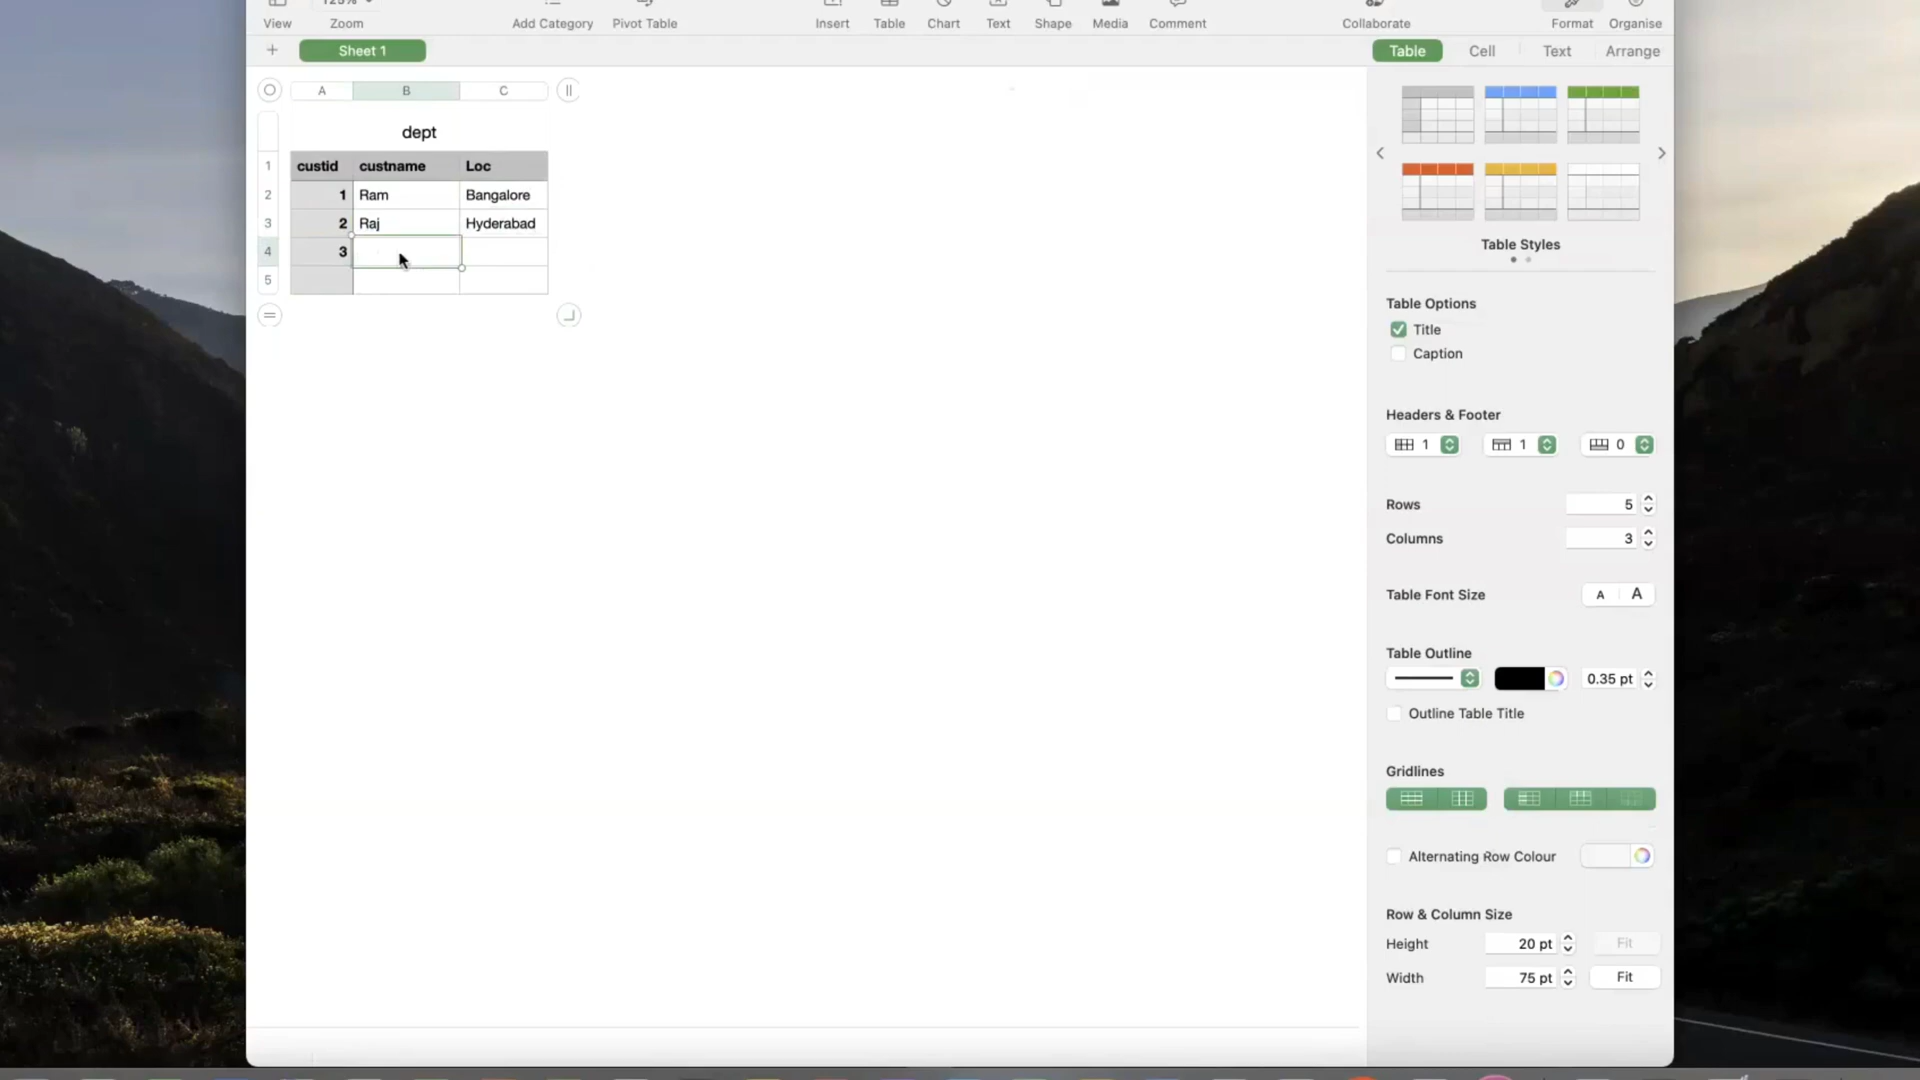 125%
View
Zoom
Add Category
Pivot Table
Insert
Table
Chart
Text
Shape
Media
Comment
Collaborate
Format
Organise
Sheet 1
Table
Cell
Text
Arrange
A
B
C
dept
1
custid
custname
Loc
2
1
Ram
Bangalore
3
2
Raj
Hyderabad
4
3
5
Table Styles
Table Options
Title
Caption
Headers & Footer
1
1
0
Rows
5
Columns
3
Table Font Size
A
A
Table Outline
0.35 pt
Outline Table Title
Gridlines
Alternating Row Colour
Row & Column Size
Height
20 pt
Fit
Width
75 pt
Fit